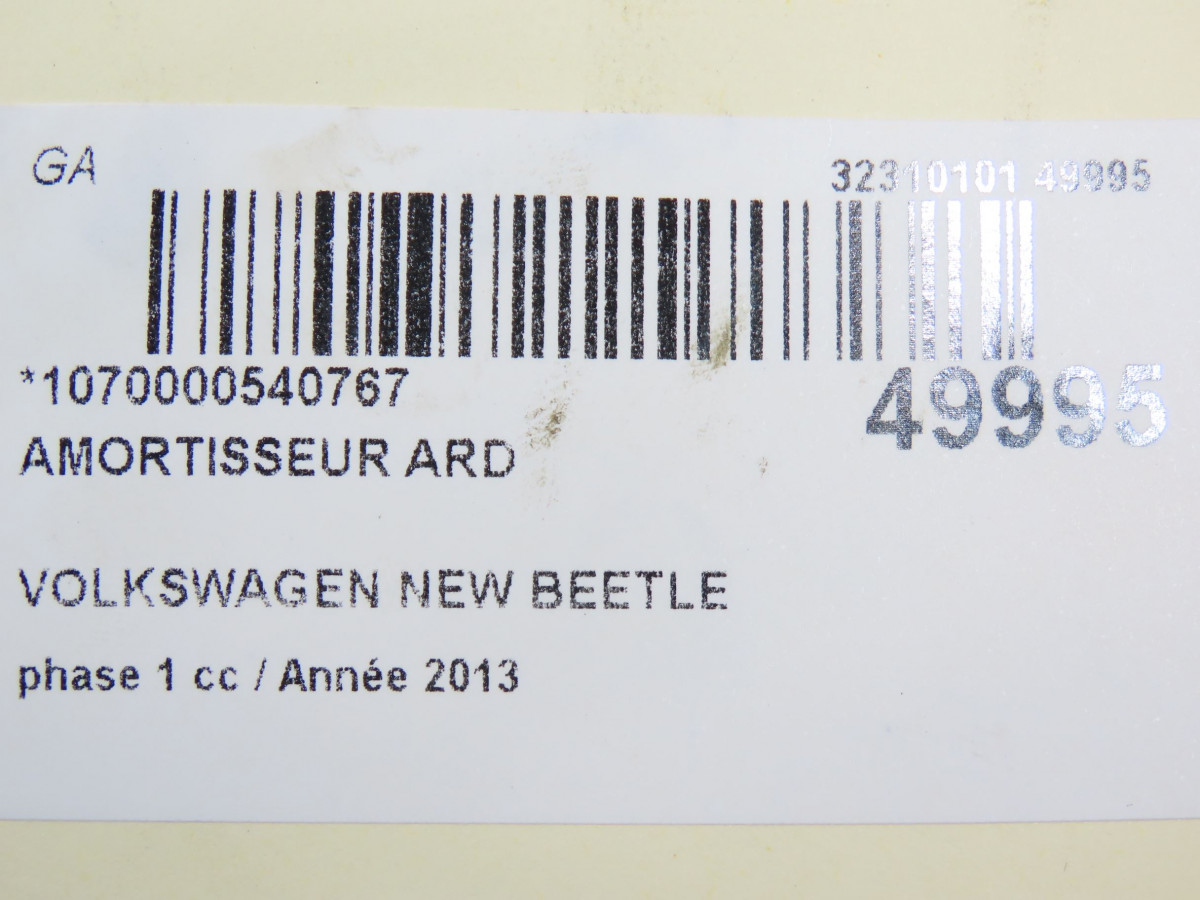 GA
32310101 49995
*1070000540767
49995
AMORTISSEUR ARD
VOLKSWAGEN NEW BEETLE
phase 1 cc / Année 2013